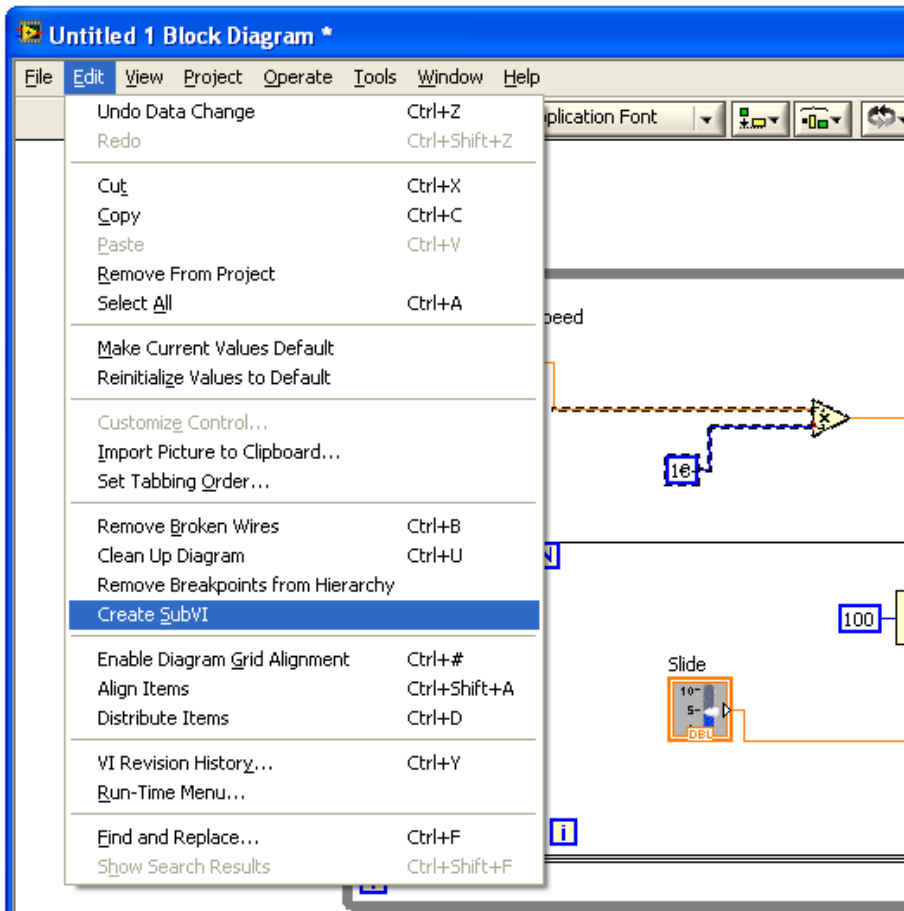 Untitled 1 Block Diagram *
File Edit View Project Operate Tools Window Help
plication Font
Undo Data Change Ctrl+Z
Redo Ctrl+Shift+Z
Cut Ctrl+X
Copy Ctrl+C
Paste Ctrl+V
Remove From Project
Select All Ctrl+A
Make Current Values Default
Reinitialize Values to Default
Customize Control...
Import Picture to Clipboard...
Set Tabbing Order...
Remove Broken Wires Ctrl+B
Clean Up Diagram Ctrl+U
Remove Breakpoints from Hierarchy
Create SubVI
Enable Diagram Grid Alignment Ctrl+#
Align Items Ctrl+Shift+A
Distribute Items Ctrl+D
VI Revision History... Ctrl+Y
Run-Time Menu...
Find and Replace... Ctrl+F
Show Search Results Ctrl+Shift+F
peed
x
N
100
Slide
10
5
DBL
i